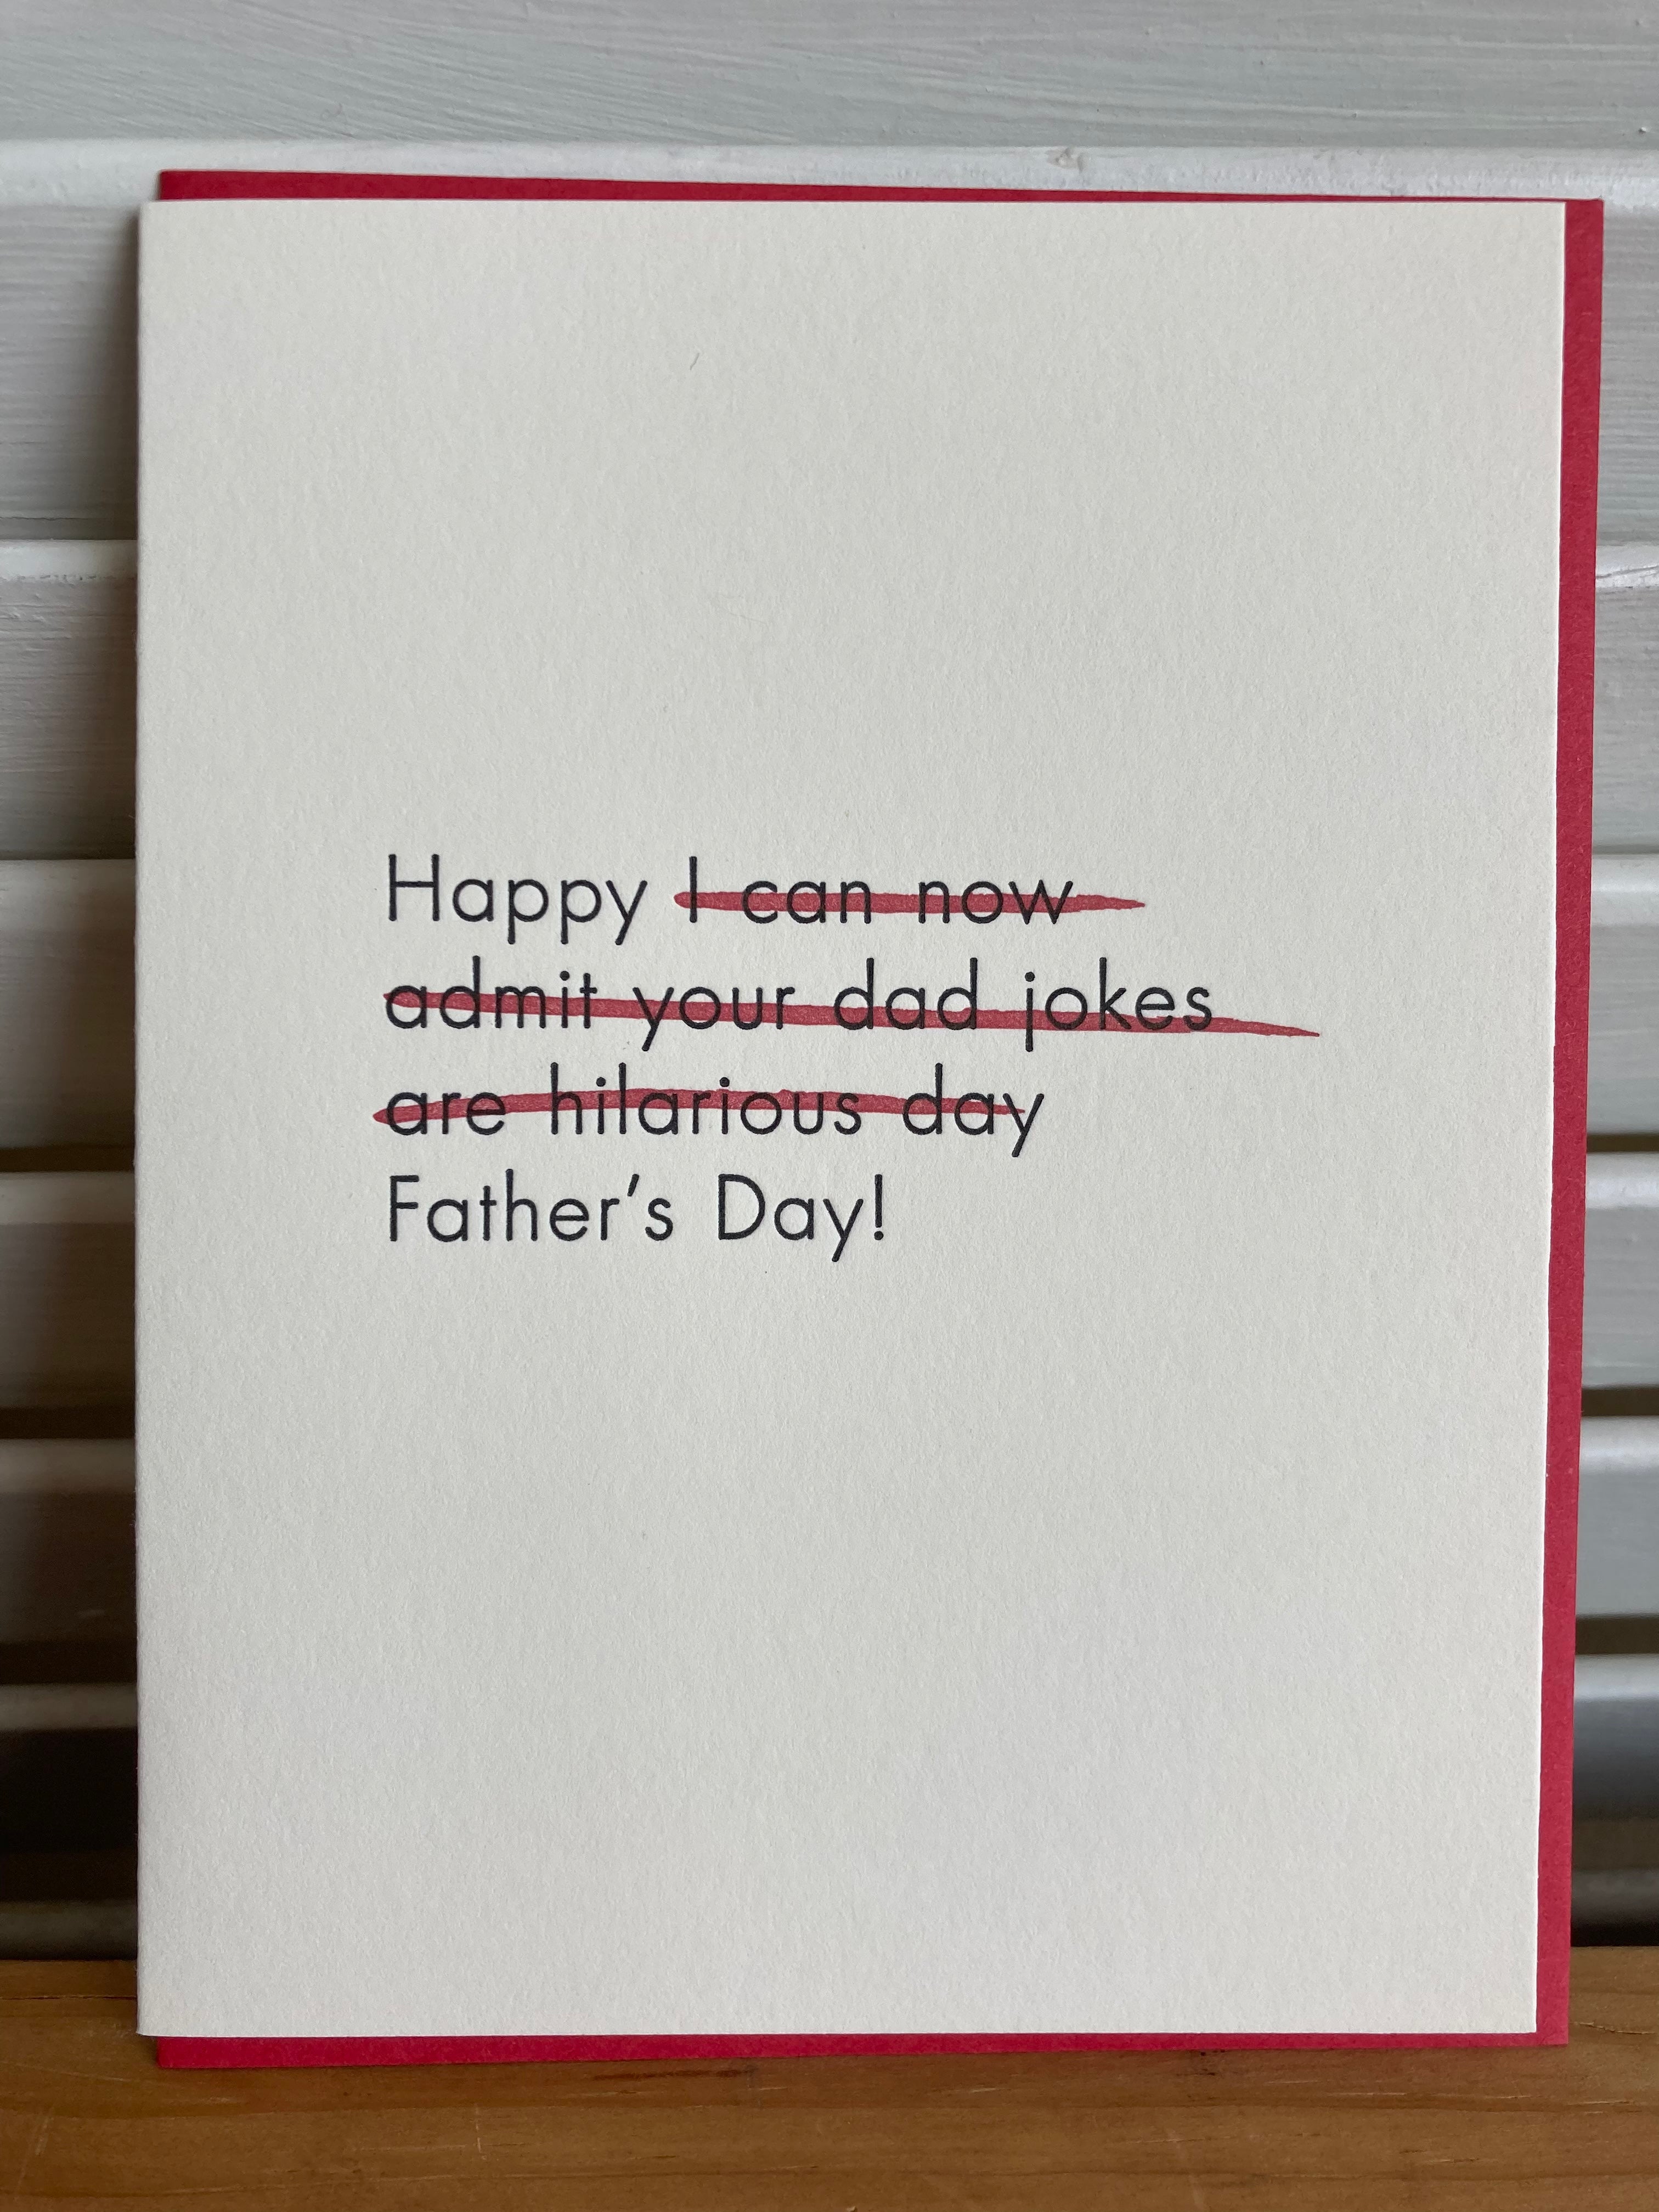 Happy I can now
admit your dad jokes
are hilarious day
Father's Day!